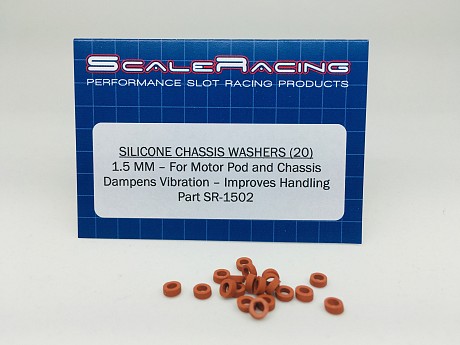 ScaleRacing
PERFORMANCE SLOT RACING PRODUCTS
SILICONE CHASSIS WASHERS (20)
1.5 MM – For Motor Pod and Chassis
Dampens Vibration – Improves Handling
Part SR-1502